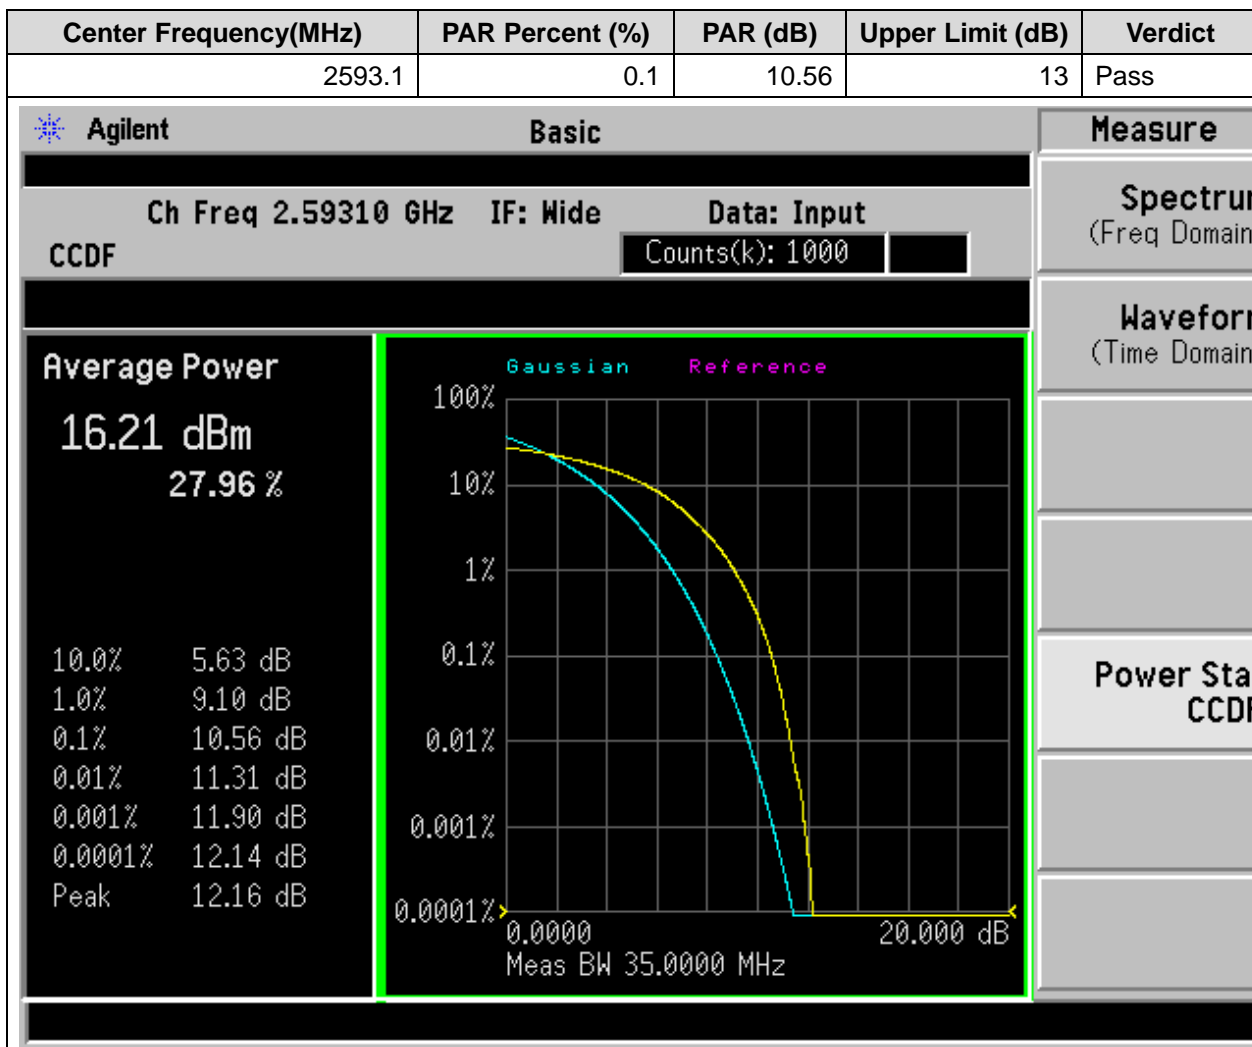 Center Frequency(MHz) PAR Percent (%) PAR (dB) Upper Limit (dB) Verdict
2593.1 0.1 10.56 13 Pass
Agilent Basic Measure
Ch Freq 2.59310 GHz IF: Wide Data: Input
CCDF Counts(k): 1000
Average Power
16.21 dBm
27.96 %
10.0% 5.63 dB
1.0% 9.10 dB
0.1% 10.56 dB
0.01% 11.31 dB
0.001% 11.90 dB
0.0001% 12.14 dB
Peak 12.16 dB
Gaussian Reference
100%
10%
1%
0.1%
0.01%
0.001%
0.0001%
0.0000 20.000 dB
Meas BW 35.0000 MHz
(Freq Domain
(Time Domain
Power Sta
CCD